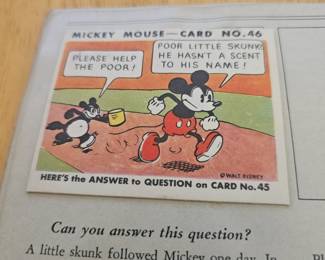 MICKEY MOUSE—CARD NO.46
PLEASE HELP
THE POOR!
POOR LITTLE SKUNK!
HE HASN'T A SCENT
TO HIS NAME!
© WALT DISNEY
HERE'S the ANSWER to QUESTION on CARD No.45
Can you answer this question?
A little skunk followed Mickey one day. In